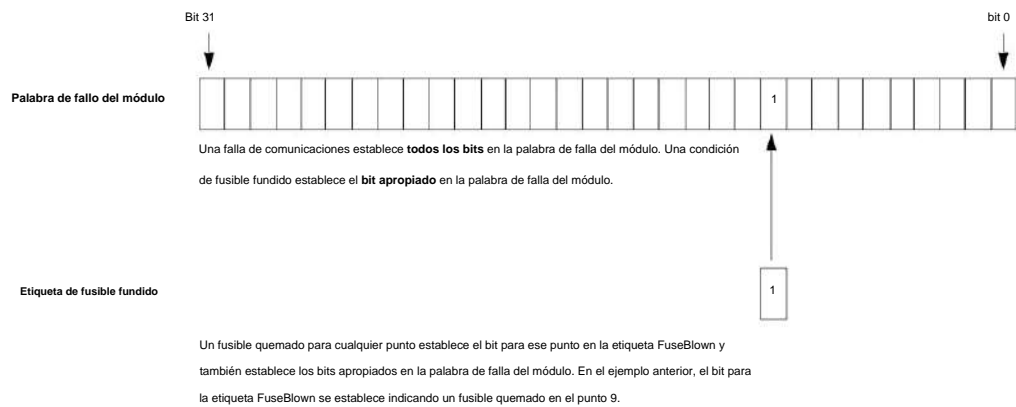 Bit 31
bit 0
Palabra de fallo del módulo
1
Una falla de comunicaciones establece todos los bits en la palabra de falla del módulo. Una condición
de fusible fundido establece el bit apropiado en la palabra de falla del módulo.
Etiqueta de fusible fundido
1
Un fusible quemado para cualquier punto establece el bit para ese punto en la etiqueta FuseBlown y
también establece los bits apropiados en la palabra de falla del módulo. En el ejemplo anterior, el bit para
la etiqueta FuseBlown se establece indicando un fusible quemado en el punto 9.